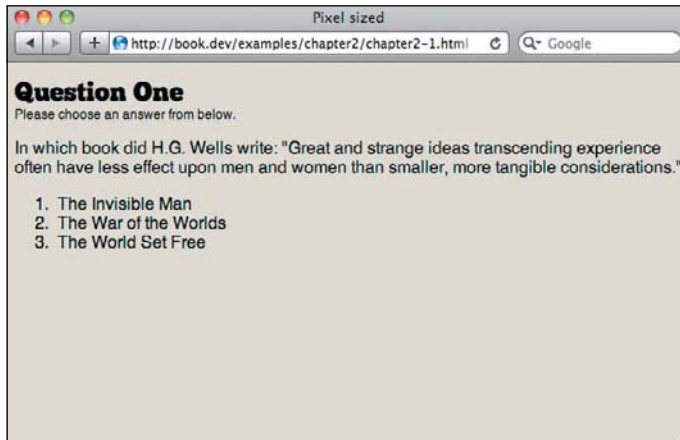 Pixel sized
http://book.dev/examples/chapter2/chapter2-1.html
Google
Question One
Please choose an answer from below.
In which book did H.G. Wells write: "Great and strange ideas transcending experience
often have less effect upon men and women than smaller, more tangible considerations."
1. The Invisible Man
2. The War of the Worlds
3. The World Set Free